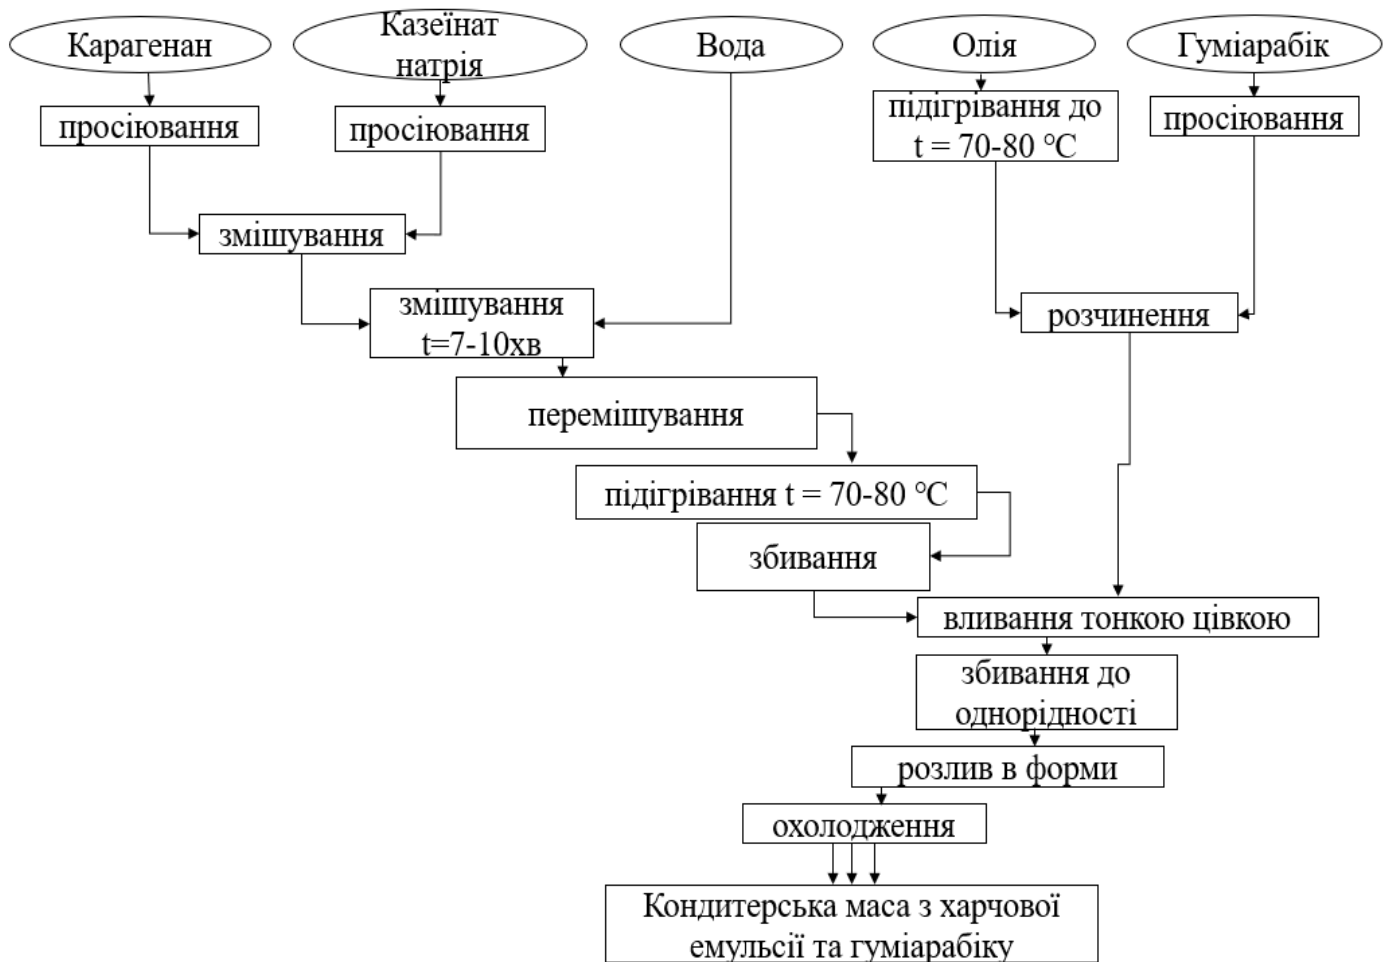 Карагенан
Казеїнат
натрія
Вода
Олія
Гуміарабік
просіювання
просіювання
підігрівання до
t = 70-80 °C
просіювання
змішування
змішування
t=7-10хв
розчинення
перемішування
підігрівання t = 70-80 °C
збивання
вливання тонкою цівкою
збивання до
однорідності
розлив в форми
охолодження
Кондитерська маса з харчової
емульсії та гуміарабіку